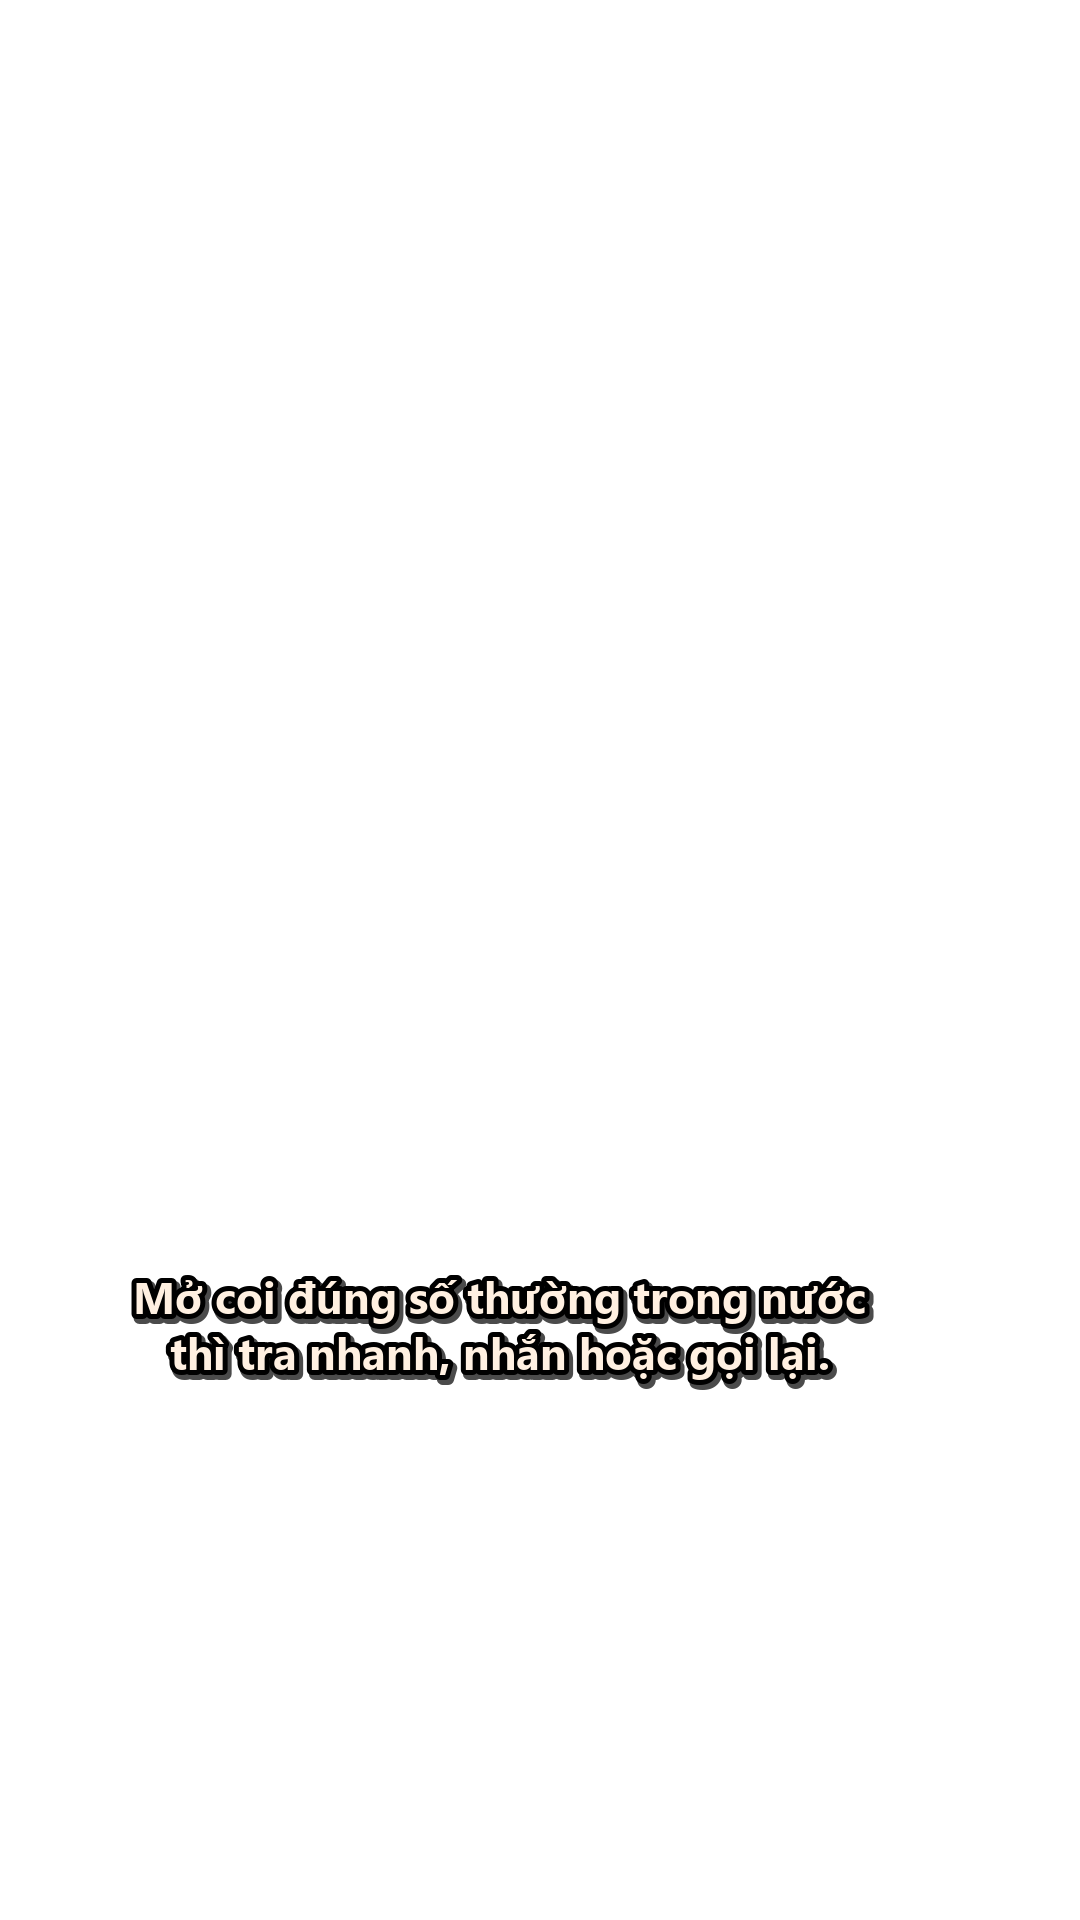 Mở coi đúng số thường trong nước
thì tra nhanh, nhắn hoặc gọi lại.